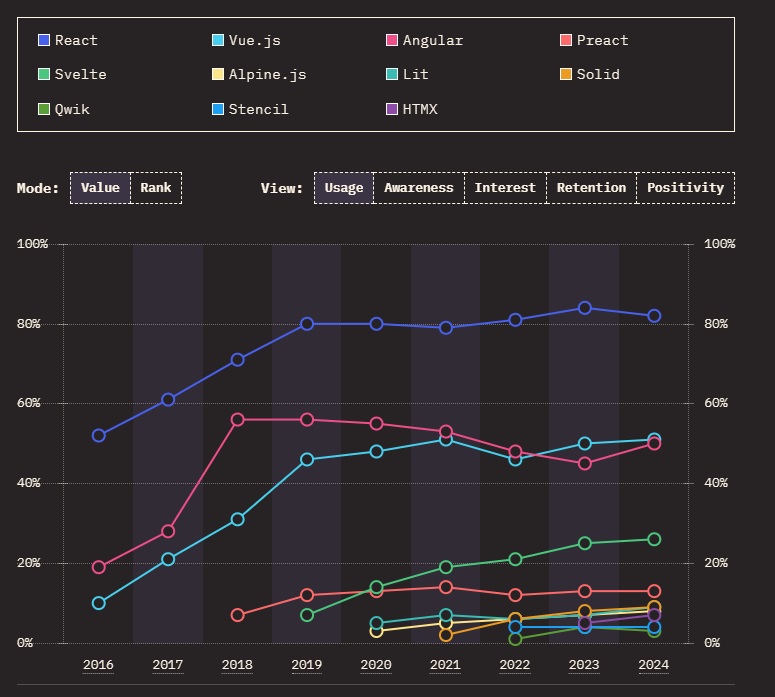 React Vue.js Angular Preact
Svelte Alpine.js Lit Solid
Qwik Stencil HTMX
Mode: Value Rank View: Usage Awareness Interest Retention Positivity
100% 100%
80% 80%
60% 60%
40% 40%
20% 20%
0% 0%
2016 2017 2018 2019 2020 2021 2022 2023 2024